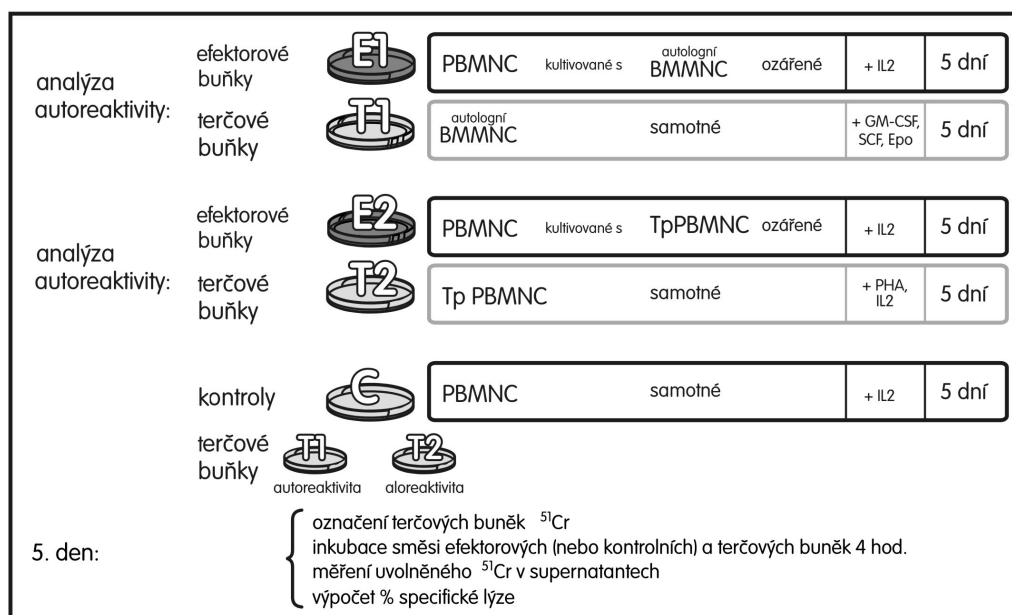 analýza
autoreaktivity:
efektorové
buňky
E1
PBMNC kultivované s autologní BMMNC ozářené + IL2 5 dní
terčové
buňky
T1
autologní
BMMNC samotné + GM-CSF,
SCF, Epo 5 dní
analýza
autoreaktivity:
efektorové
buňky
E2
PBMNC kultivované s TpPBMNC ozářené + IL2 5 dní
terčové
buňky
T2
Tp PBMNC samotné + PHA,
IL2 5 dní
kontroly
C
PBMNC samotné + IL2 5 dní
terčové
buňky
T1 T2
autoreaktivita aloreaktivita
5. den:
označení terčových buněk ⁵¹Cr
inkubace směsi efektorových (nebo kontrolních) a terčových buněk 4 hod.
měření uvolněného ⁵¹Cr v supernatantech
výpočet % specifické lýze